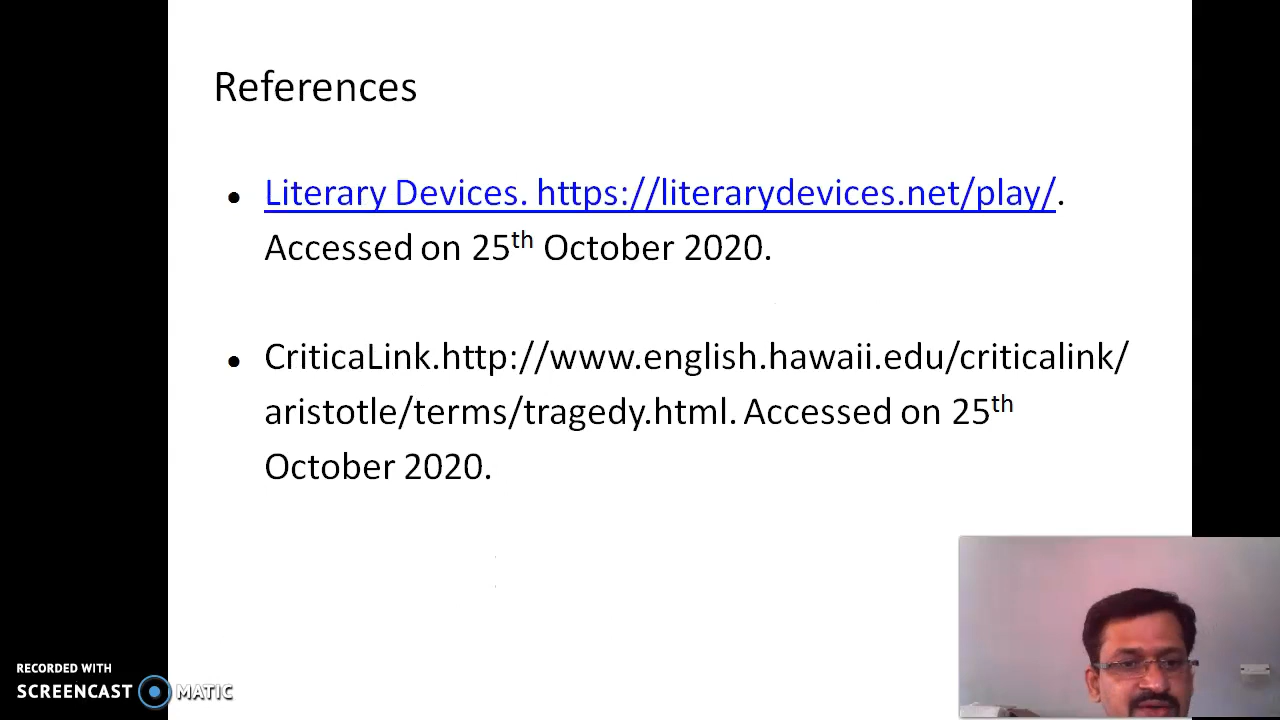 References
• Literary Devices. https://literarydevices.net/play/.
Accessed on 25th October 2020.
• CriticaLink.http://www.english.hawaii.edu/criticalink/
aristotle/terms/tragedy.html. Accessed on 25th
October 2020.
RECORDED WITH
SCREENCAST MATIC